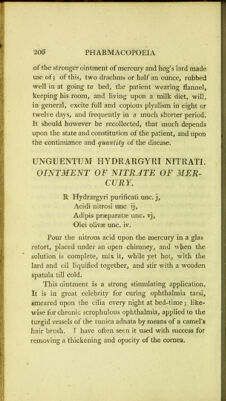 206 PHARMACOPOEIA
of the stronger ointment of mercury and hog's lard made
use of; of this, two drachms or half an ounce, rubbed
well in at going to bed, the patient wearing flannel,
keeping his room, and living upon a milk diet, will,
in general, excite full and copious ptyalism in eight or
twelve days, and frequently in a much shorter period.
It should however be recollected, that much depends
upon the state and constitution of the patient, and upon
the continuance and quantity of the disease.
UNGUENTUM HYDRARGYRI NITRATI.
OINTMENT OF NITRATE OF MER-
CURY.
R Hydrargyri purificati unc. j,
Acidi nitrosi unc ij,
Adipis præparatæ unc. vj,
Olei olivæ unc. iv.
Pour the nitrous acid upon the mercury in a glas
retort, placed under an open chimney, and when the
solution is complete, mix it, while yet hot, with the
lard and oil liquified together, and stir with a wooden
spatula till cold.
This ointment is a strong stimulating application.
It is in great celebrity for curing ophthalmia tarsi,
smeared upon the cilia every night at bed-time; like-
wise for chronic scrophulous ophthalmia, applied to the
turgid vessels of the tunica adnata by means of a camel's
hair brush. I have often seen it used with success for
removing a thickening and opacity of the cornea.